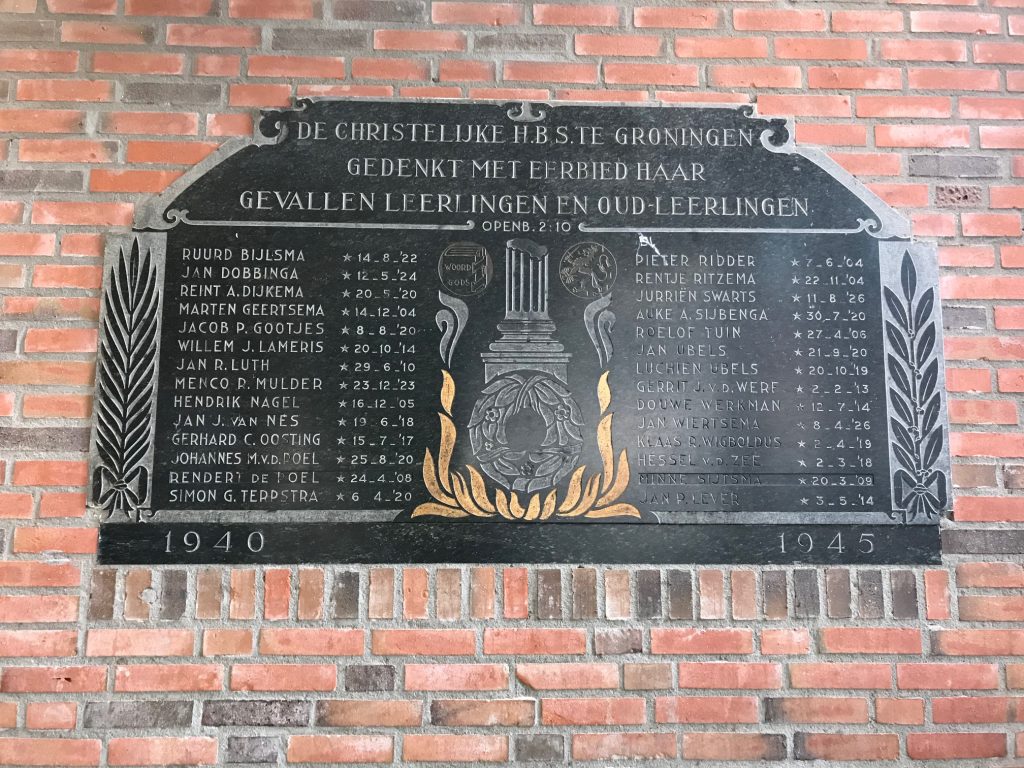 DE CHRISTELIJKE H.B.S. TE GRONINGEN
GEDENKT MET EERBIED HAAR
GEVALLEN LEERLINGEN EN OUD-LEERLINGEN
OPENB. 2:10
RUURD BIJLSMA ★ 14-8-'22
JAN DOBBINGA ★ 12-5-'24
REINT A. DIJKEMA ★ 20-5-'20
MARTEN GEERTSEMA ★ 14-12-'04
JACOB P. GOOTJES ★ 8-8-'20
WILLEM J. LAMERIS ★ 20-10-'14
JAN R. LUTH ★ 29-6-'10
MENCO R. MULDER ★ 23-12-'23
HENDRIK NAGEL ★ 16-12-'05
JAN J. VAN NES ★ 19-6-'18
GERHARD C. OOSTING ★ 15-7-'17
JOHANNES M.V.D. POEL ★ 25-8-'20
RENDERT DE POEL ★ 24-4-'08
SIMON G. TERPSTRA ★ 6-4-'20
WOORD
GODS
PIETER RIDDER ★ 7-6-'04
RENTJE RITZEMA ★ 22-11-'04
JURRIËN SWARTS ★ 11-8-'26
AUKE A. SIJBENGA ★ 30-7-'20
ROELOF TUIN ★ 27-4-'06
JAN UBELS ★ 21-9-'20
LUCHIEN UBELS ★ 20-10-'19
GERRIT J. V.D. WERF ★ 2-2-'13
DOUWE WERKMAN ★ 12-7-'14
JAN WIERTSEMA ★ 8-4-'26
KLAAS R. WIGBOLDUS ★ 2-4-'19
HESSEL V.D. ZEE ★ 2-3-'18
MINNE SIJTSMA ★ 20-3-'09
JAN P. LEVER ★ 3-5-'14
1940
1945